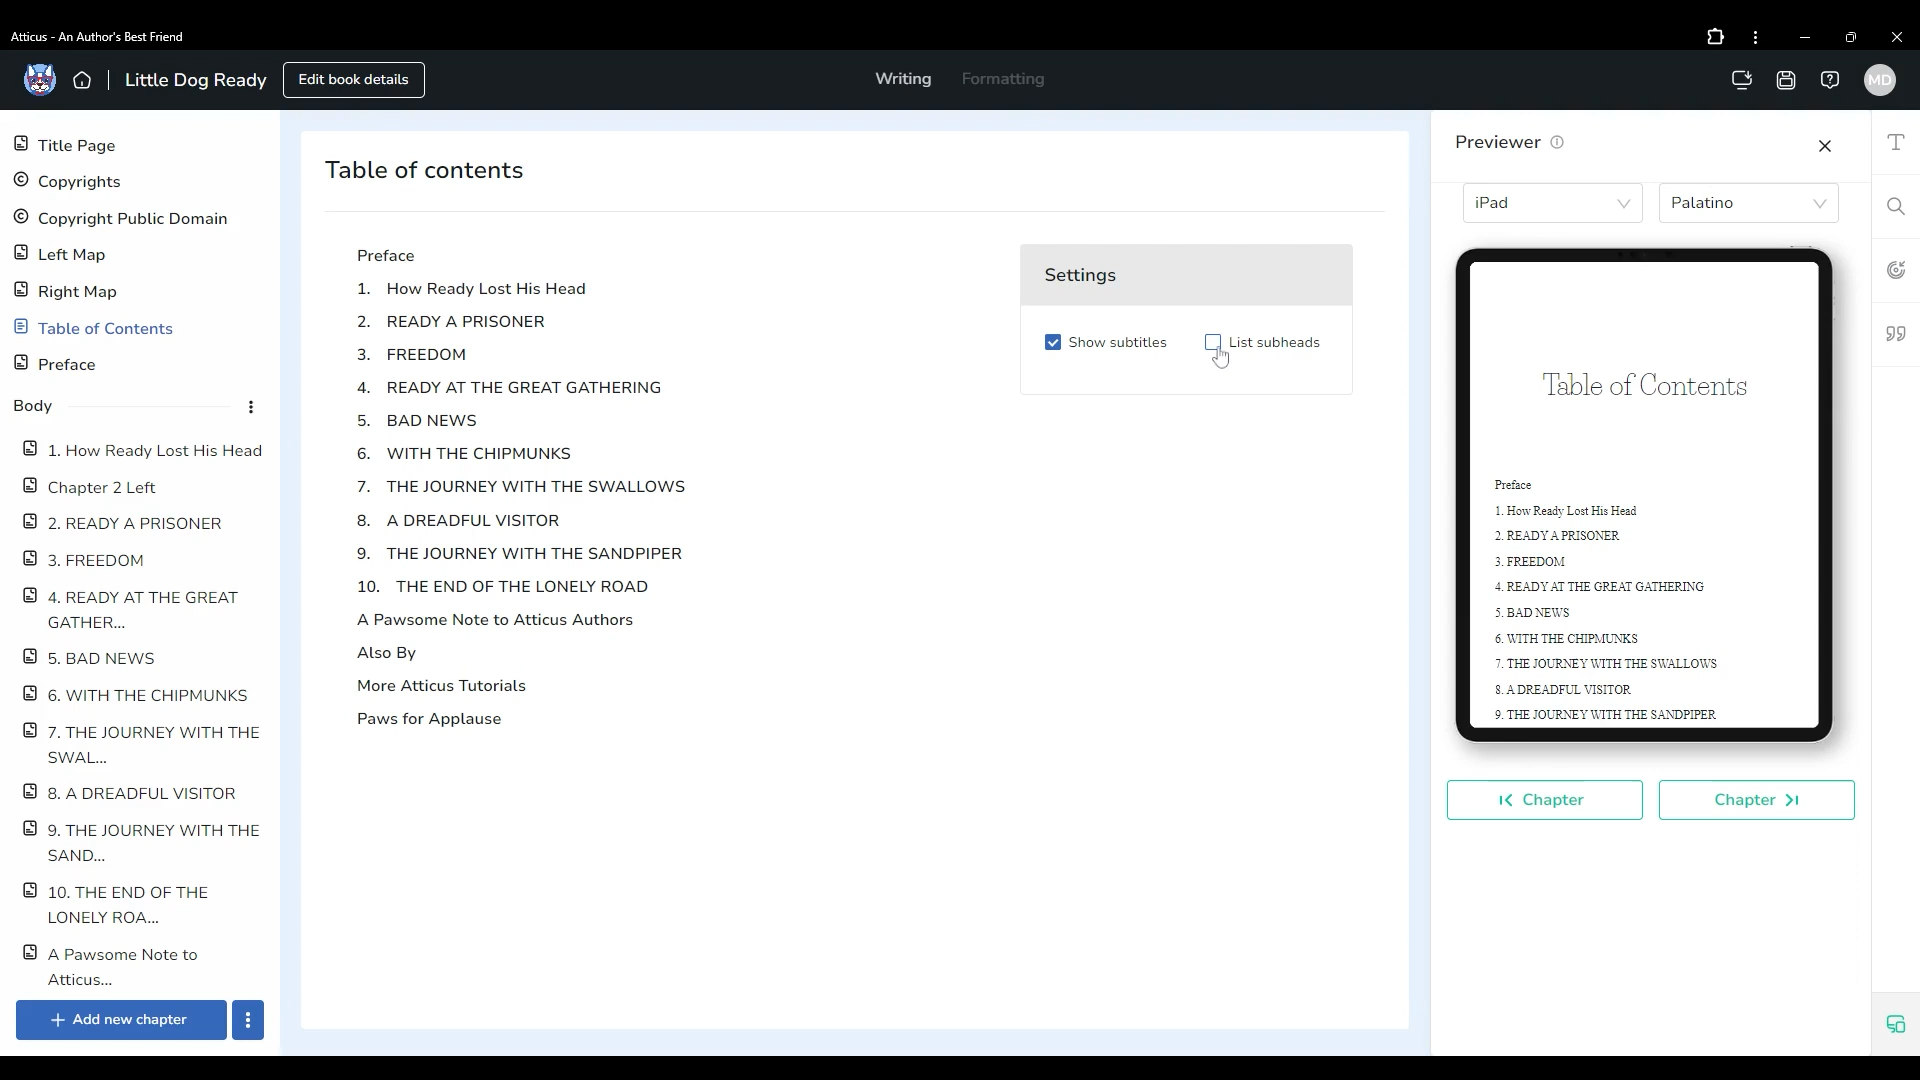 Atticus - An Author's Best Friend
Little Dog Ready
Edit book details
Writing
Formatting
MD
Title Page
Copyrights
Copyright Public Domain
Left Map
Right Map
Table of Contents
Preface
Body
1. How Ready Lost His Head
Chapter 2 Left
2. READY A PRISONER
3. FREEDOM
4. READY AT THE GREAT
GATHER...
5. BAD NEWS
6. WITH THE CHIPMUNKS
7. THE JOURNEY WITH THE
SWAL...
8. A DREADFUL VISITOR
9. THE JOURNEY WITH THE
SAND...
10. THE END OF THE
LONELY ROA...
A Pawsome Note to
Atticus...
+ Add new chapter
Table of contents
Preface
1. How Ready Lost His Head
2. READY A PRISONER
3. FREEDOM
4. READY AT THE GREAT GATHERING
5. BAD NEWS
6. WITH THE CHIPMUNKS
7. THE JOURNEY WITH THE SWALLOWS
8. A DREADFUL VISITOR
9. THE JOURNEY WITH THE SANDPIPER
10. THE END OF THE LONELY ROAD
A Pawsome Note to Atticus Authors
Also By
More Atticus Tutorials
Paws for Applause
Settings
Show subtitles
List subheads
Previewer
iPad
Palatino
Table of Contents
Preface
1. How Ready Lost His Head
2. READY A PRISONER
3. FREEDOM
4. READY AT THE GREAT GATHERING
5. BAD NEWS
6. WITH THE CHIPMUNKS
7. THE JOURNEY WITH THE SWALLOWS
8. A DREADFUL VISITOR
9. THE JOURNEY WITH THE SANDPIPER
Chapter
Chapter